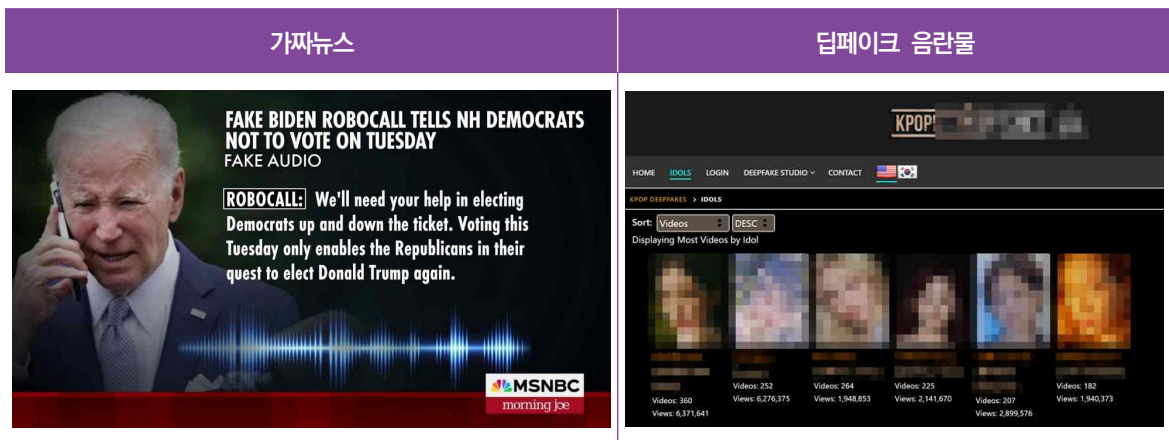 가짜뉴스
딥페이크 음란물
FAKE BIDEN ROBOCALL TELLS NH DEMOCRATS
NOT TO VOTE ON TUESDAY
FAKE AUDIO
ROBOCALL: We'll need your help in electing
Democrats up and down the ticket. Voting this
Tuesday only enables the Republicans in their
quest to elect Donald Trump again.
MSNBC
morning joe
KPOP
HOME IDOLS LOGIN DEEPFAKE STUDIO CONTACT
KPOP DEEPFAKES > IDOLS
Sort: Videos DESC
Displaying Most Videos by Idol
Videos: 360
Views: 6,371,641
Videos: 252
Views: 6,276,375
Videos: 264
Views: 1,948,853
Videos: 225
Views: 2,141,670
Videos: 207
Views: 2,899,576
Videos: 182
Views: 1,940,373